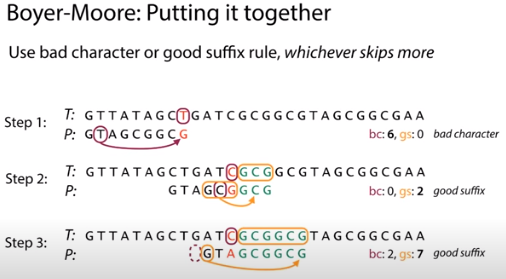 Boyer-Moore: Putting it together
Use bad character or good suffix rule, whichever skips more
Step 1:
T: GTTATAGCTGATCGCGGCGTAGCGGCGAA
P: GTAGCGGCG
bc: 6, gs: 0 bad character
Step 2:
T: GTTATAGCTGATCGCGGCGTAGCGGCGAA
P: GTAGCGGCG
bc: 0, gs: 2 good suffix
Step 3:
T: GTTATAGCTGATCGCGGCGTAGCGGCGAA
P: GTAGCGGCG
bc: 2, gs: 7 good suffix